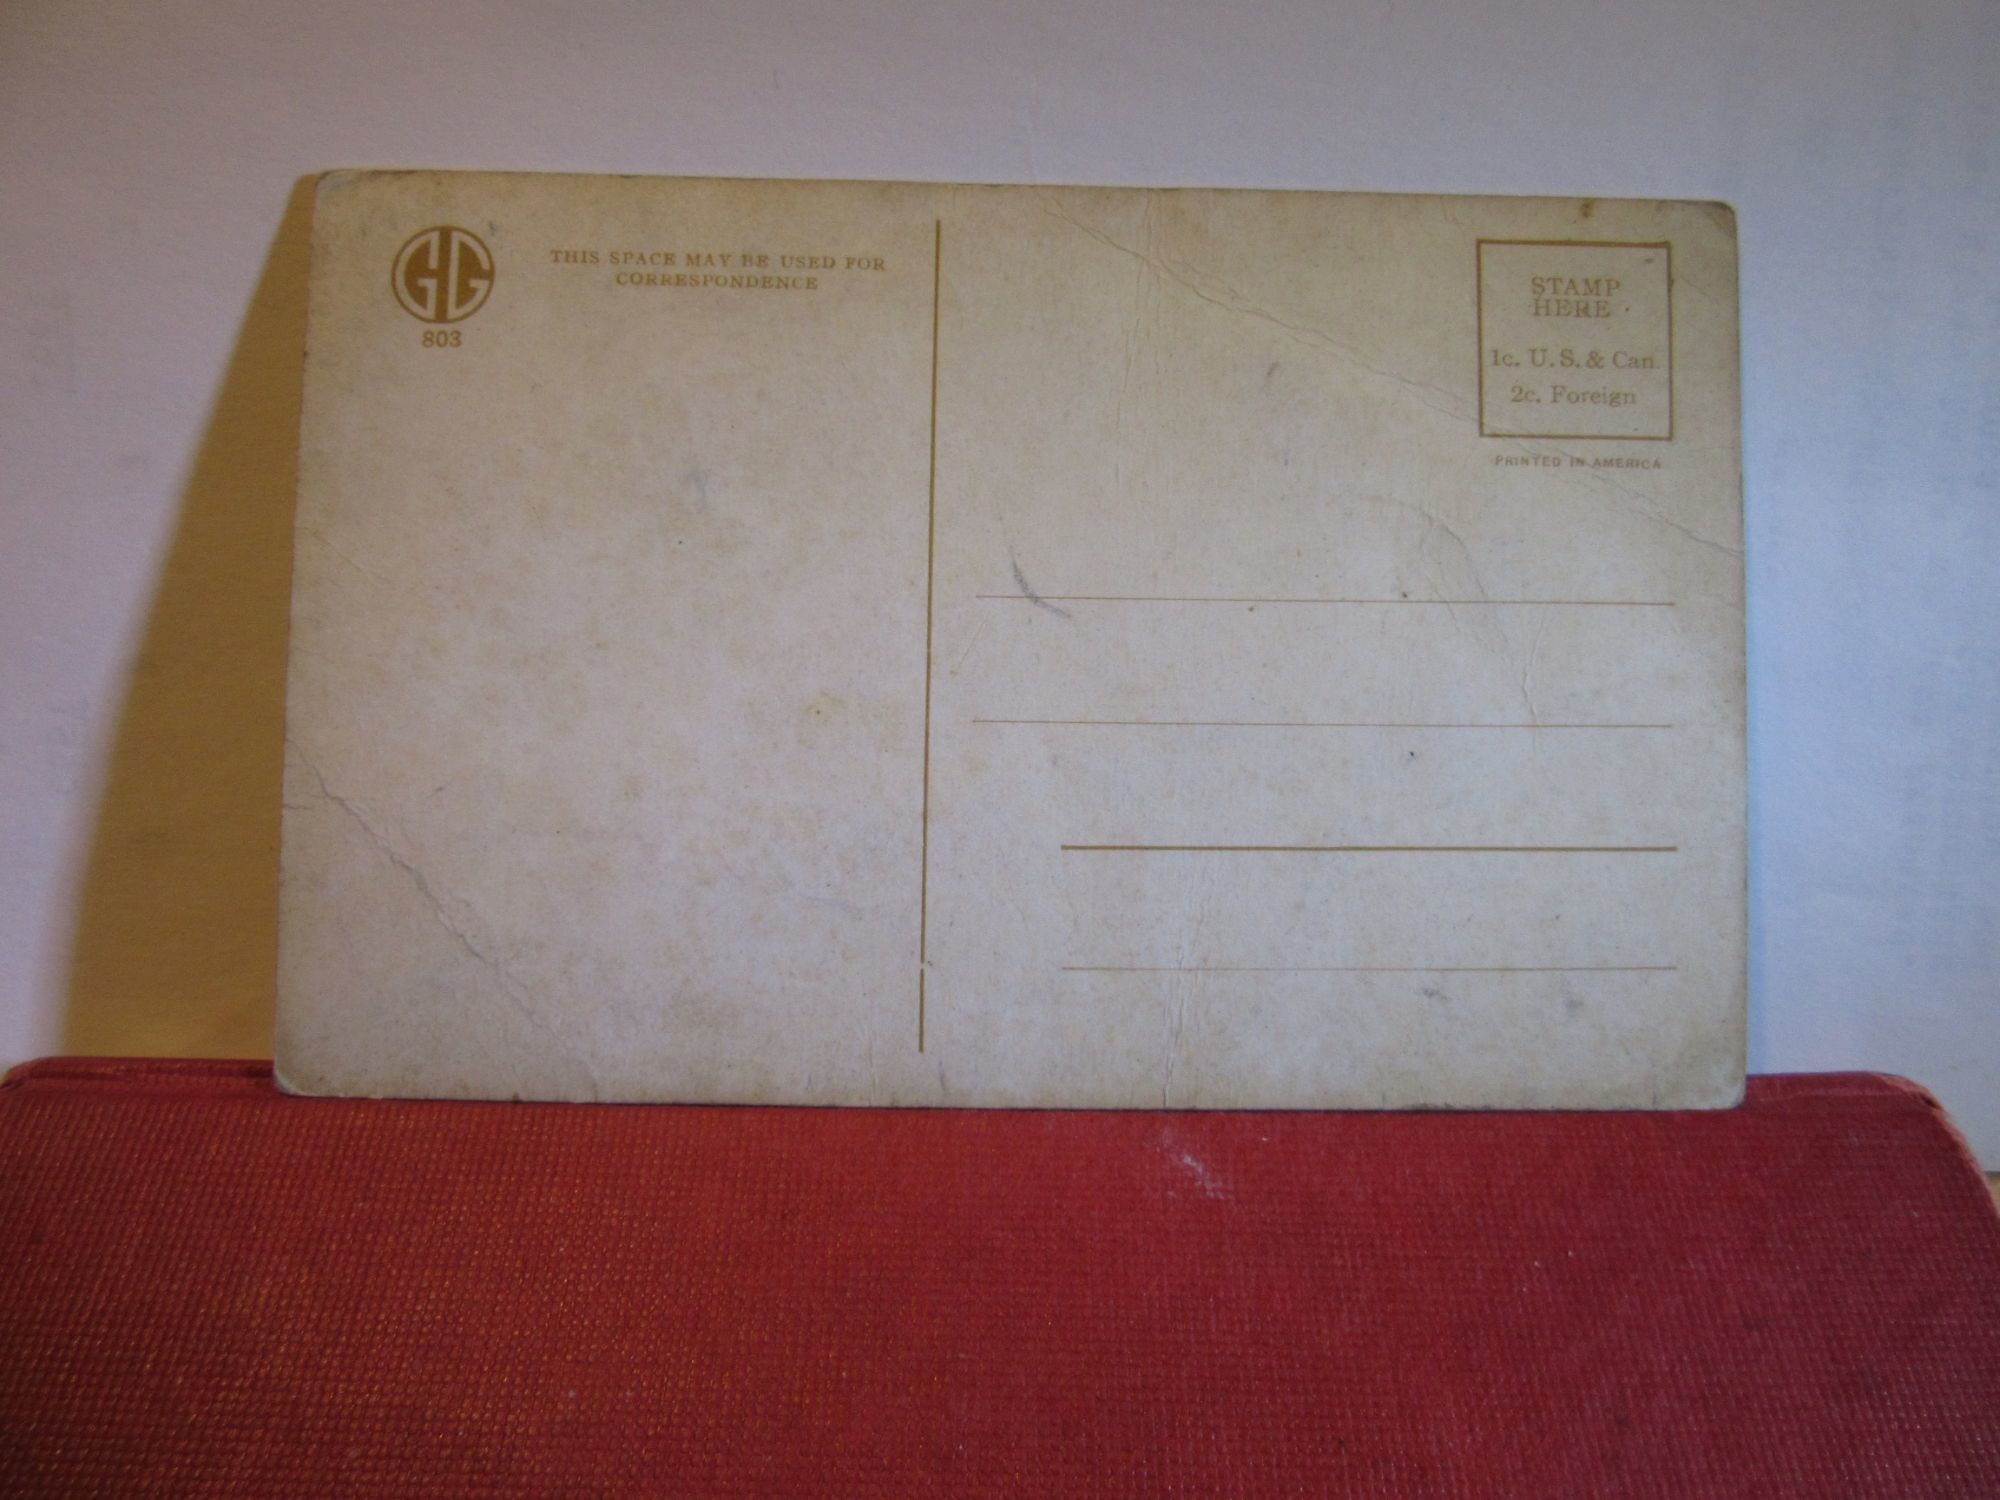 GG
803
THIS SPACE MAY BE USED FOR
CORRESPONDENCE
STAMP
HERE
1c. U. S. & Can.
2c. Foreign
PRINTED IN AMERICA